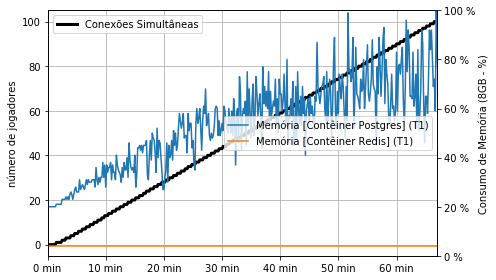 Conexões Simultâneas
100
80
60
40
20
0
número de jogadores
100 %
80 %
60 %
40 %
20 %
0 %
Consumo de Memória (8GB - %)
Memória [Contêiner Postgres] (T1)
Memória [Contêiner Redis] (T1)
0 min 10 min 20 min 30 min 40 min 50 min 60 min